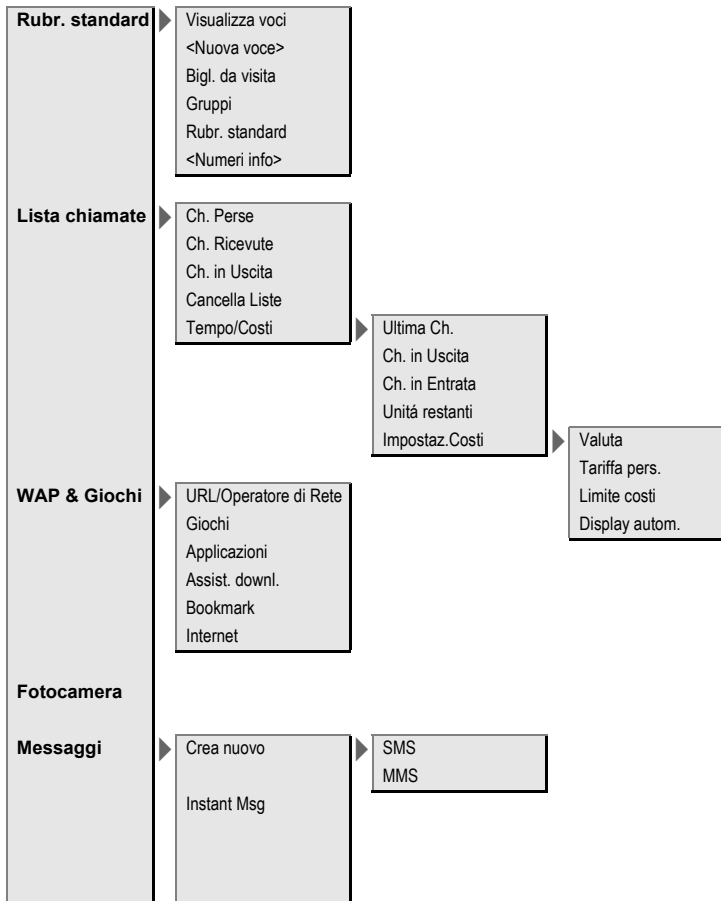 Rubr. standard
Visualizza voci
<Nuova voce>
Bigl. da visita
Gruppi
Rubr. standard
<Numeri info>
Lista chiamate
Ch. Perse
Ch. Ricevute
Ch. in Uscita
Cancella Liste
Tempo/Costi
Ultima Ch.
Ch. in Uscita
Ch. in Entrata
Unitá restanti
Impostaz.Costi
Valuta
Tariffa pers.
Limite costi
Display autom.
WAP & Giochi
URL/Operatore di Rete
Giochi
Applicazioni
Assist. downl.
Bookmark
Internet
Fotocamera
Messaggi
Crea nuovo
SMS
MMS
Instant Msg